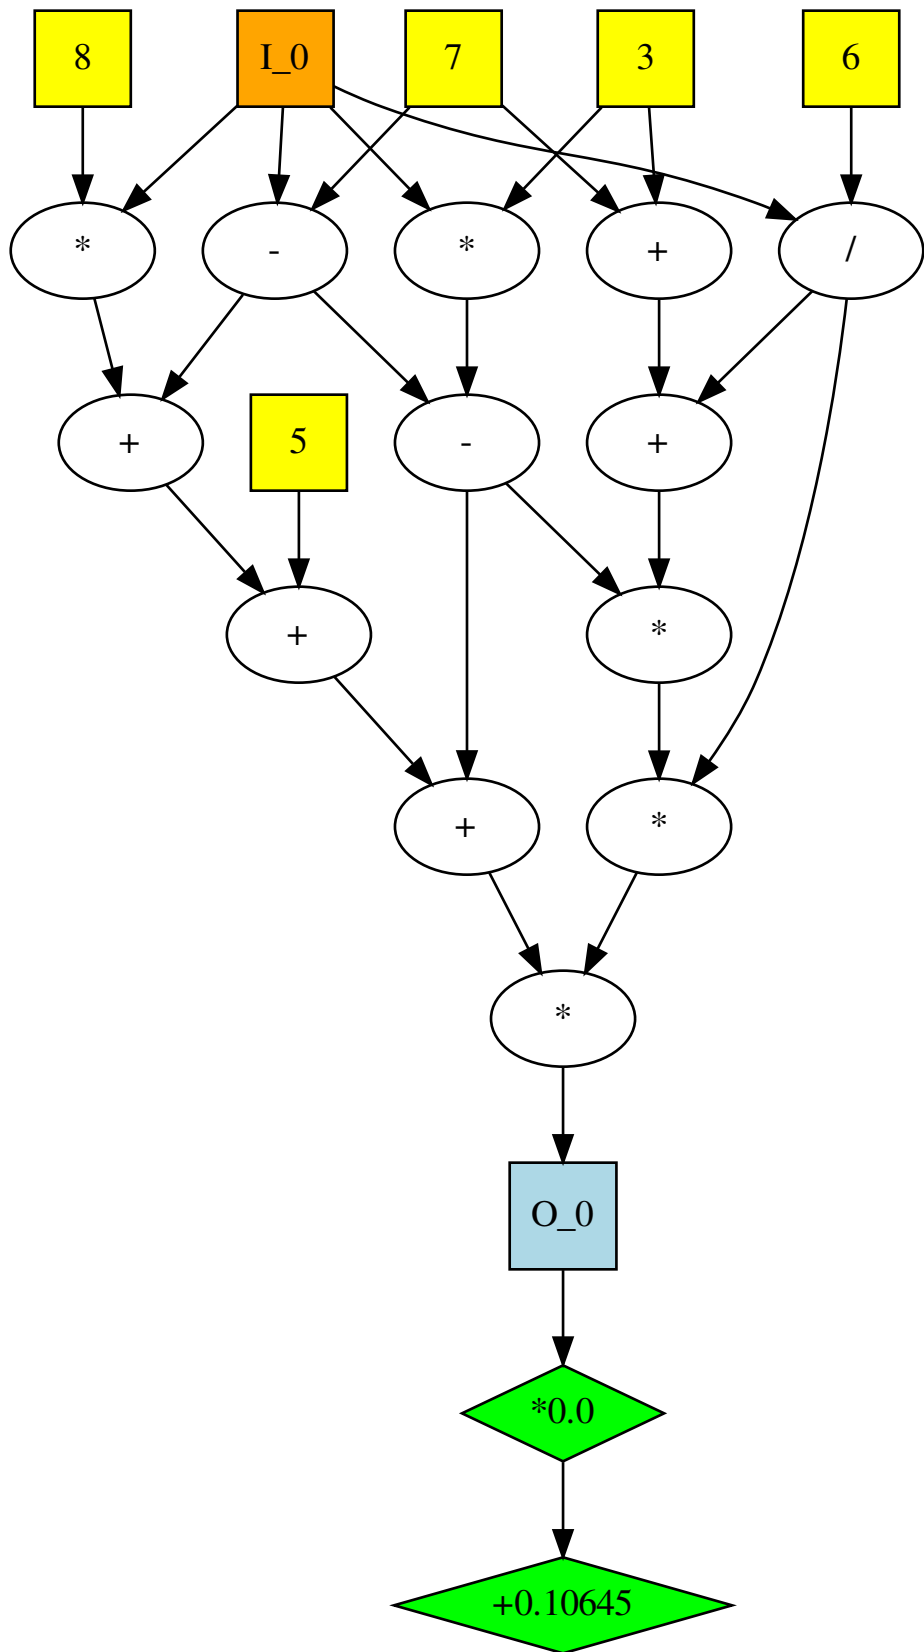 8 I_0 7 3 6
* - * + /
+ 5 - +
+ *
+ *
*
O_0
*0.0
+0.10645